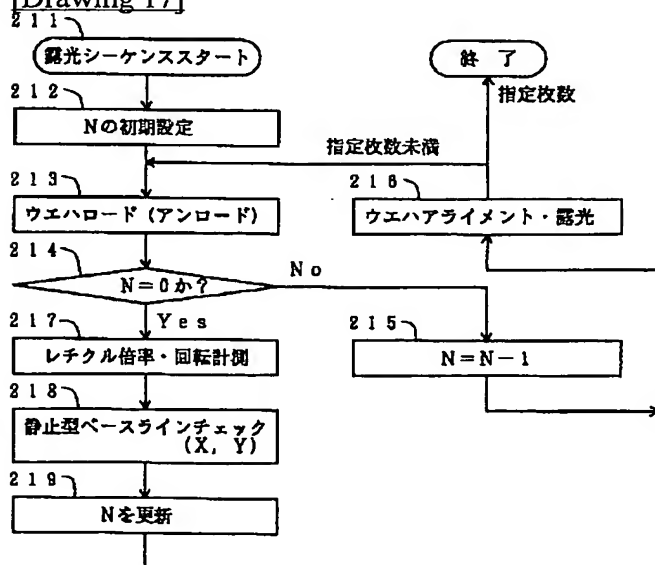 [Drawing 17]
211
露光シーケンススタート
212
Nの初期設定
213
ウエハロード(アンロード)
214
N=0か?
No
Yes
217
レチクル倍率・回転計測
218
静止型ベースラインチェック
(X, Y)
219
Nを更新
終 了
指定枚数
指定枚数未満
216
ウエハアライメント・露光
215
N=N-1